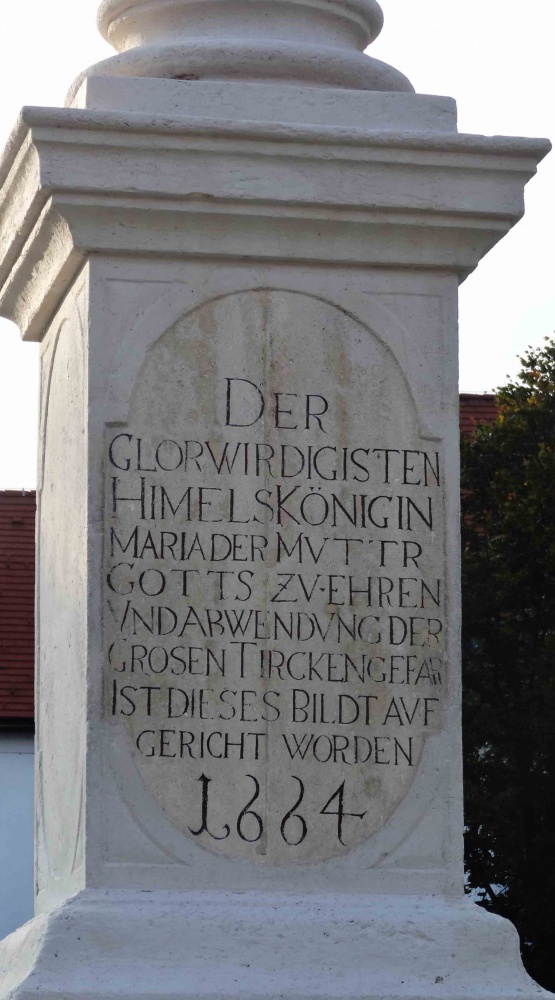 DER
GLORWIRDIGISTEN
HIMELSKÖNIGIN
MARIA DER MVTTR
GOTTS ZV·EHREN
VND ABWENDVNG DER
GROSEN TIRCKENGEFAR
IST DIESES BILDT AVF
GERICHT WORDEN
1664